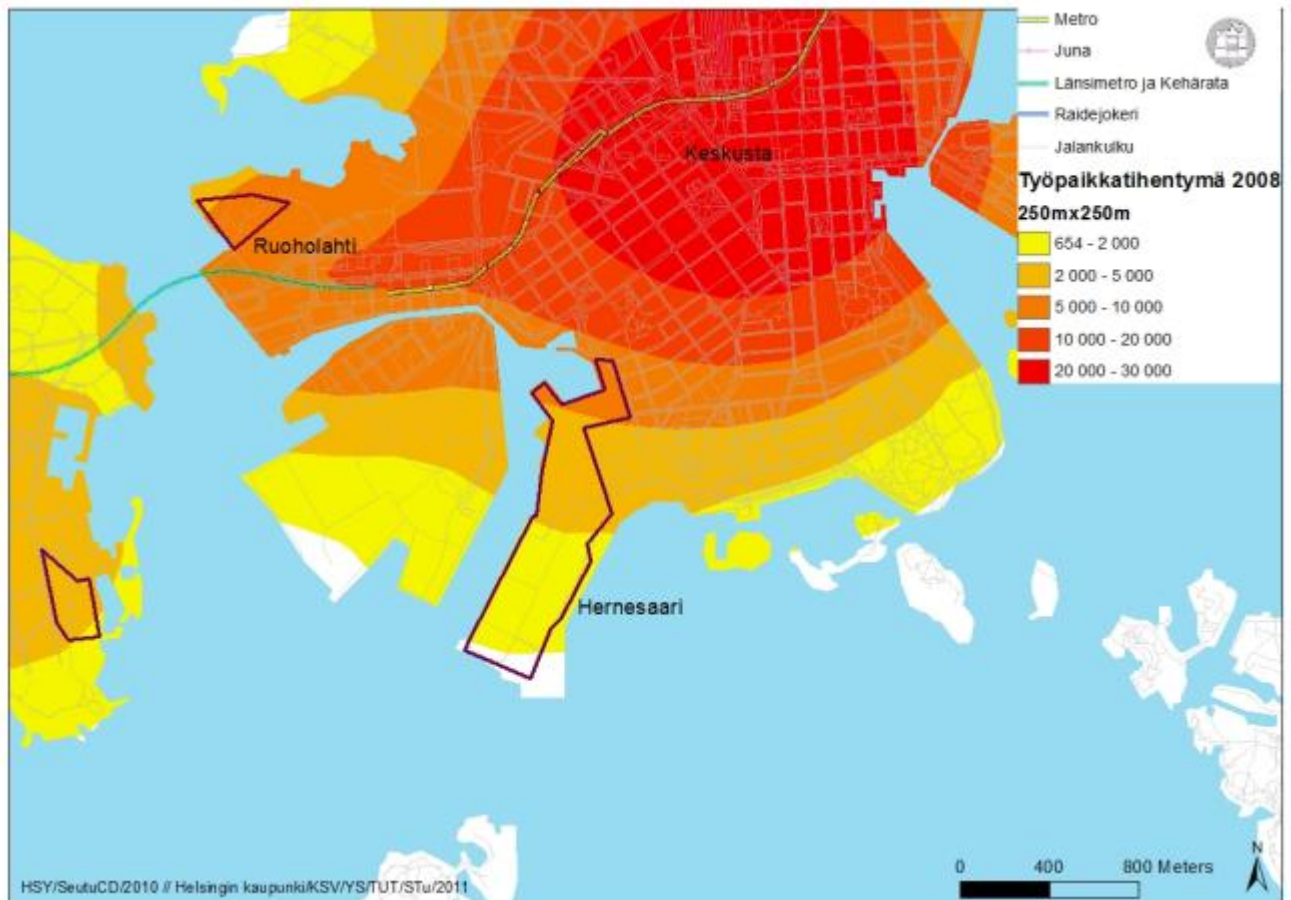 Metro
Juna
Länsimetro ja Kehärata
Raidejokeri
Jalankulku
Työpaikkatihentymä 2008
250mx250m
654 - 2 000
2 000 - 5 000
5 000 - 10 000
10 000 - 20 000
20 000 - 30 000
Keskusta
Ruoholahti
Hernesaari
0 400 800 Meters
N
HSY/SeutuCD/2010 // Helsingin kaupunki/KSV/YS/TUT/STu/2011